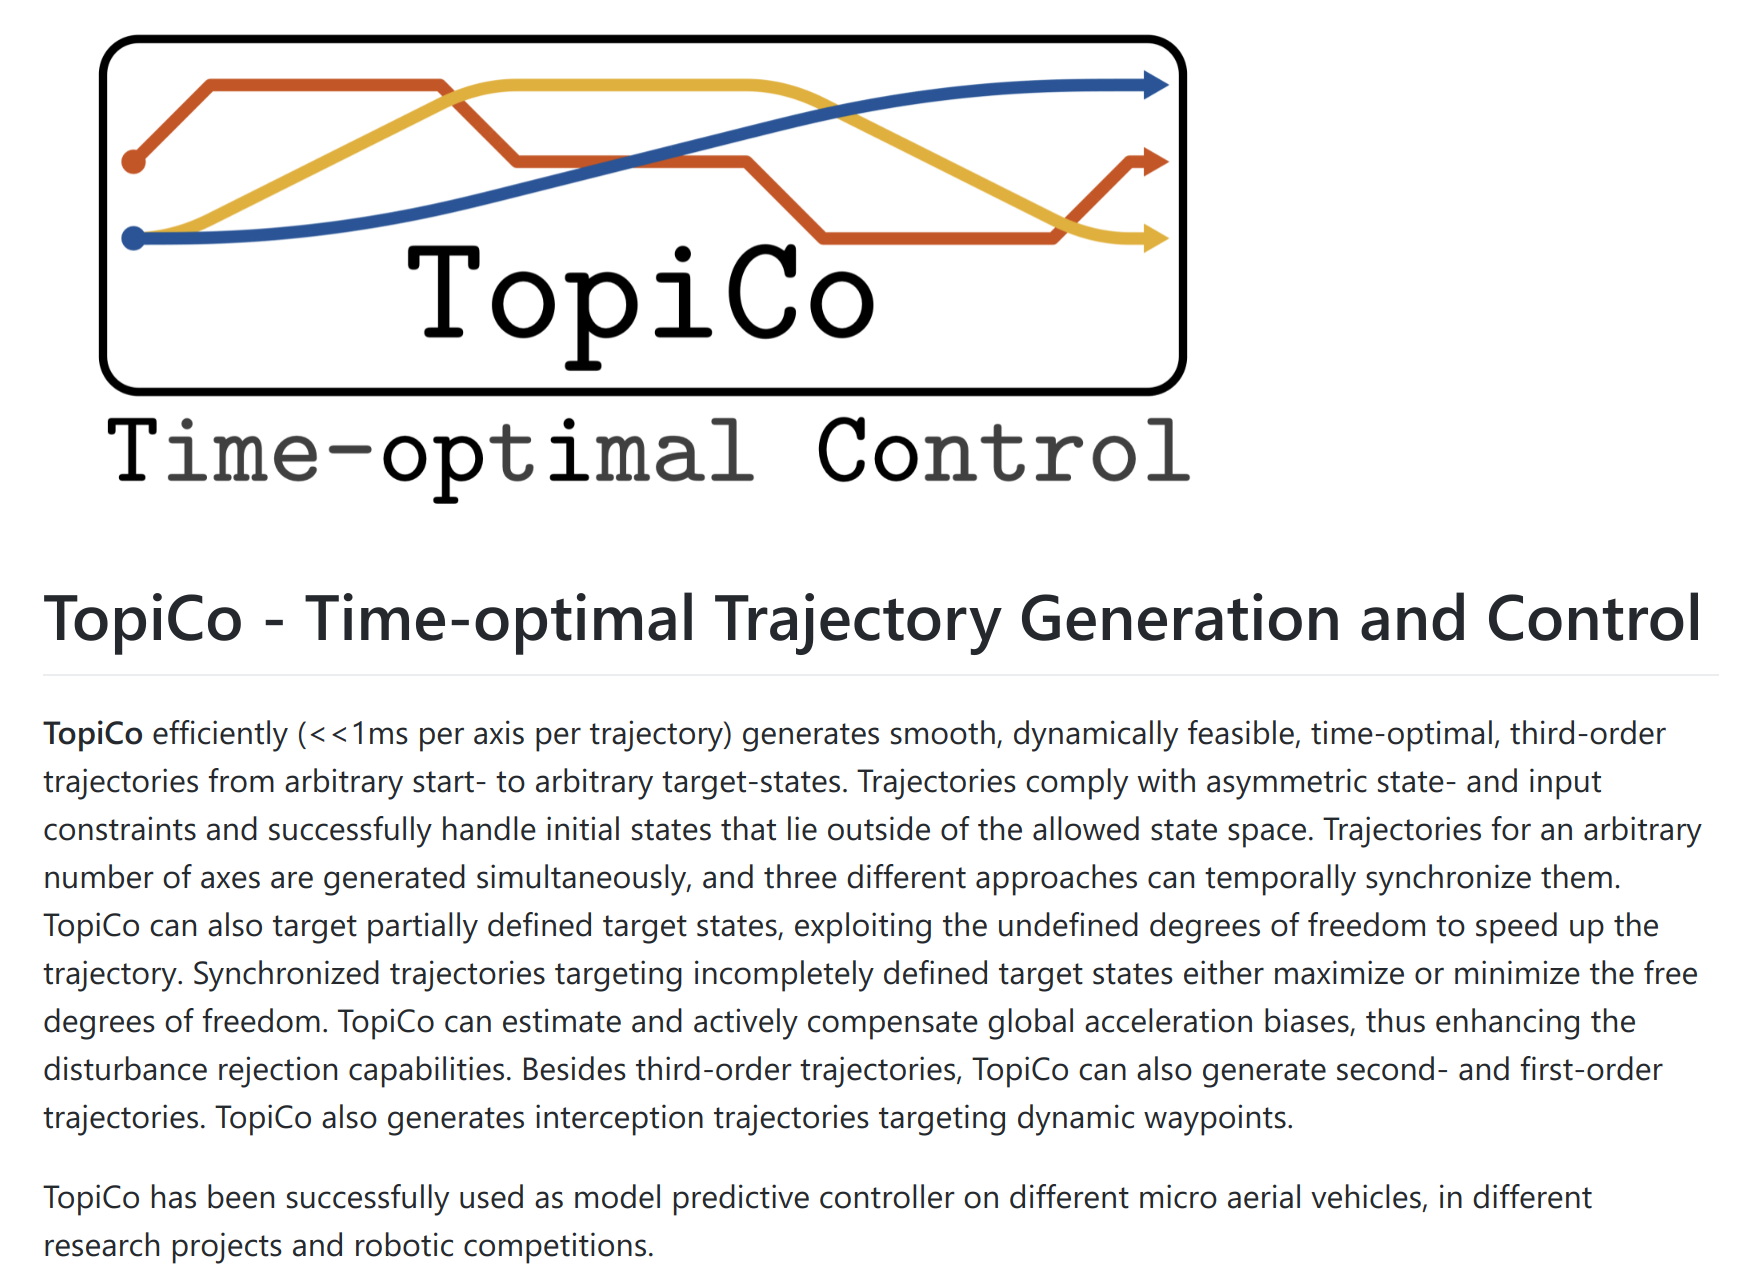 TopiCo
Time-optimal Control
TopiCo - Time-optimal Trajectory Generation and Control
TopiCo efficiently (<<1ms per axis per trajectory) generates smooth, dynamically feasible, time-optimal, third-order
trajectories from arbitrary start- to arbitrary target-states. Trajectories comply with asymmetric state- and input
constraints and successfully handle initial states that lie outside of the allowed state space. Trajectories for an arbitrary
number of axes are generated simultaneously, and three different approaches can temporally synchronize them.
TopiCo can also target partially defined target states, exploiting the undefined degrees of freedom to speed up the
trajectory. Synchronized trajectories targeting incompletely defined target states either maximize or minimize the free
degrees of freedom. TopiCo can estimate and actively compensate global acceleration biases, thus enhancing the
disturbance rejection capabilities. Besides third-order trajectories, TopiCo can also generate second- and first-order
trajectories. TopiCo also generates interception trajectories targeting dynamic waypoints.
TopiCo has been successfully used as model predictive controller on different micro aerial vehicles, in different
research projects and robotic competitions.